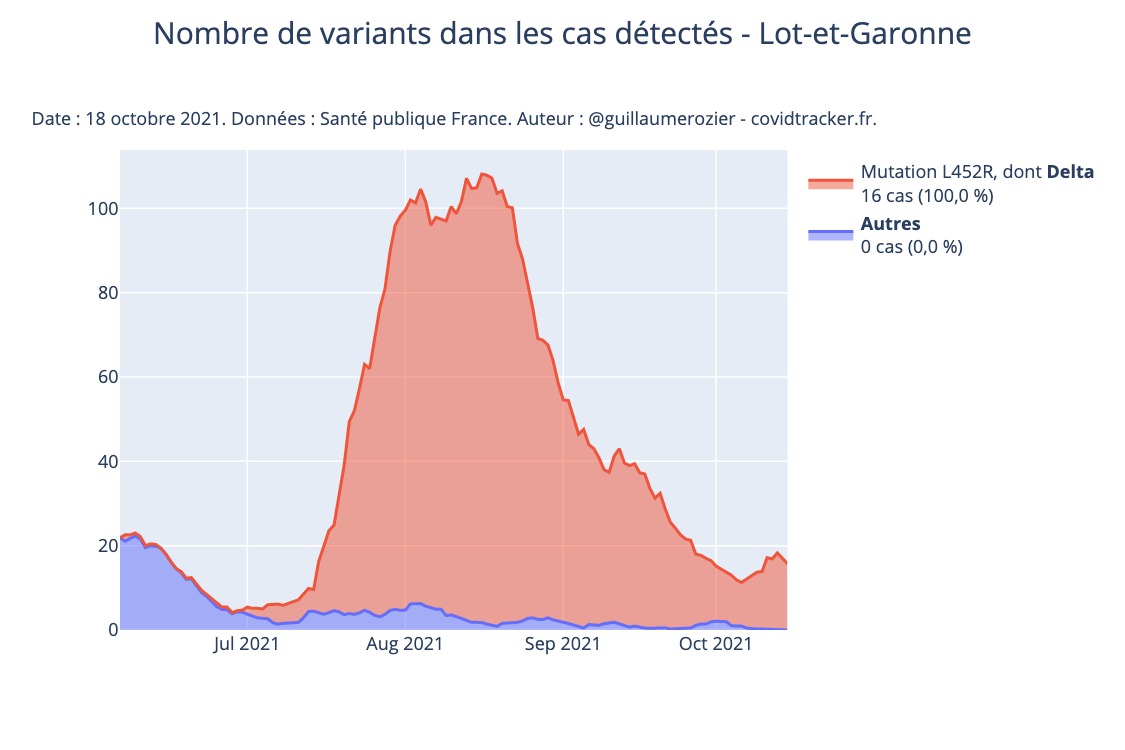 Nombre de variants dans les cas détectés - Lot-et-Garonne
Date : 18 octobre 2021. Données : Santé publique France. Auteur : @guillaumerozier - covidtracker.fr.
Mutation L452R, dont Delta
16 cas (100,0 %)
Autres
0 cas (0,0 %)
100
80
60
40
20
0
Jul 2021 Aug 2021 Sep 2021 Oct 2021